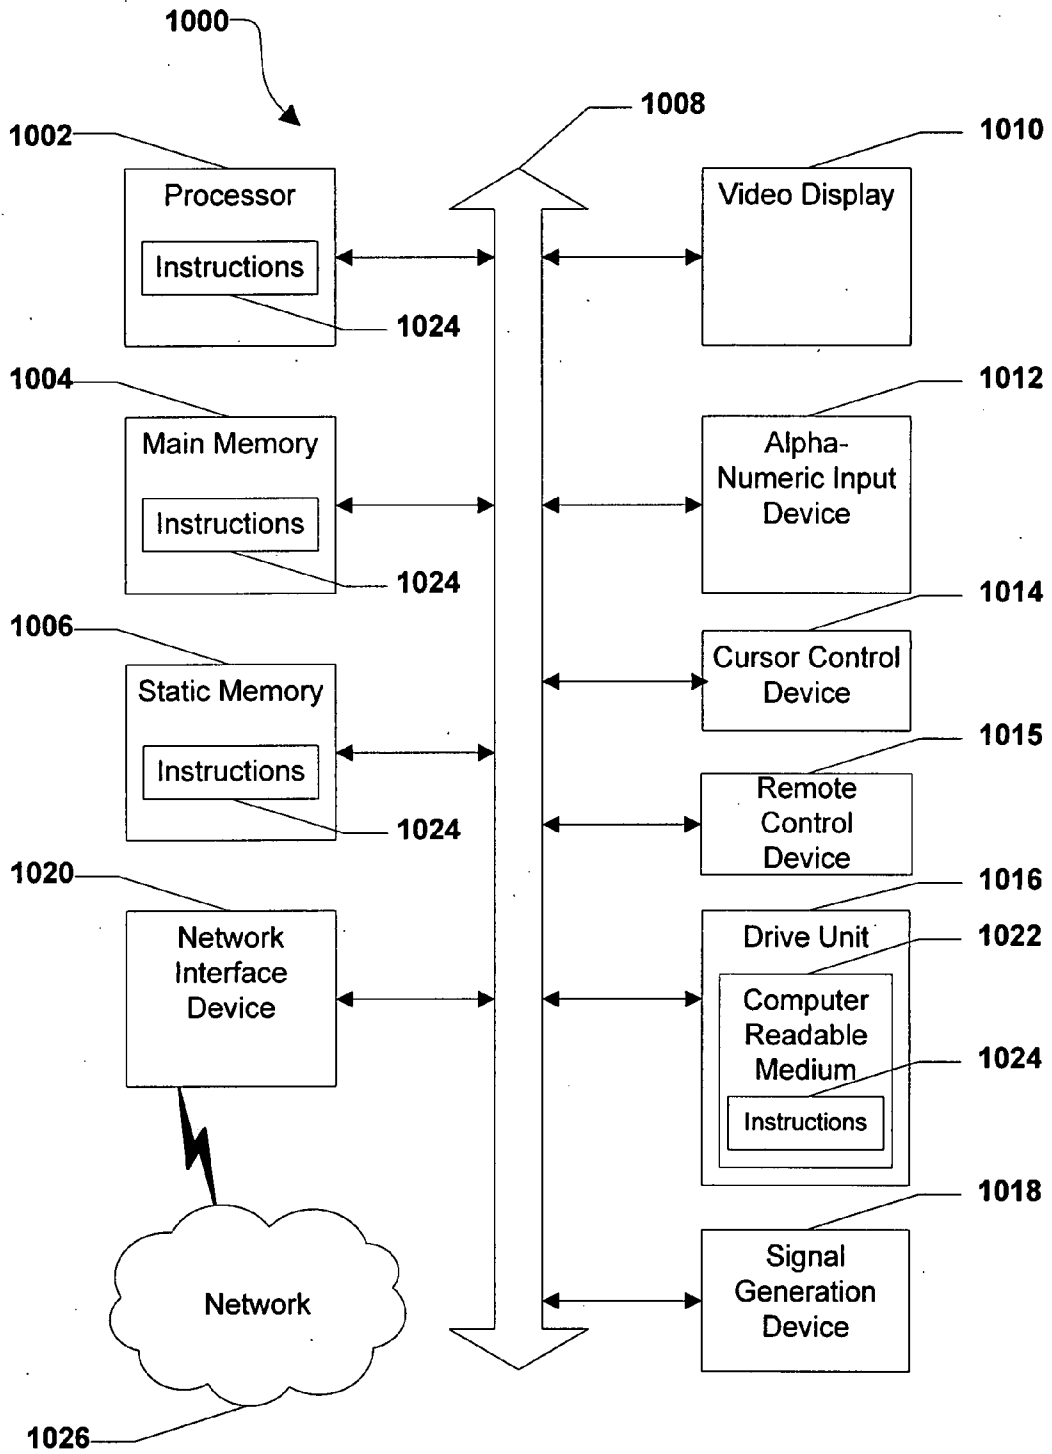 1000
1008
1002
1010
Processor
Instructions
1024
Video Display
1004
1012
Main Memory
Instructions
1024
Alpha-
Numeric Input
Device
1006
1014
Static Memory
Instructions
1024
Cursor Control
Device
1015
Remote
Control
Device
1020
1016
Network
Interface
Device
Drive Unit
1022
Computer
Readable
Medium
1024
Instructions
1018
Signal
Generation
Device
Network
1026